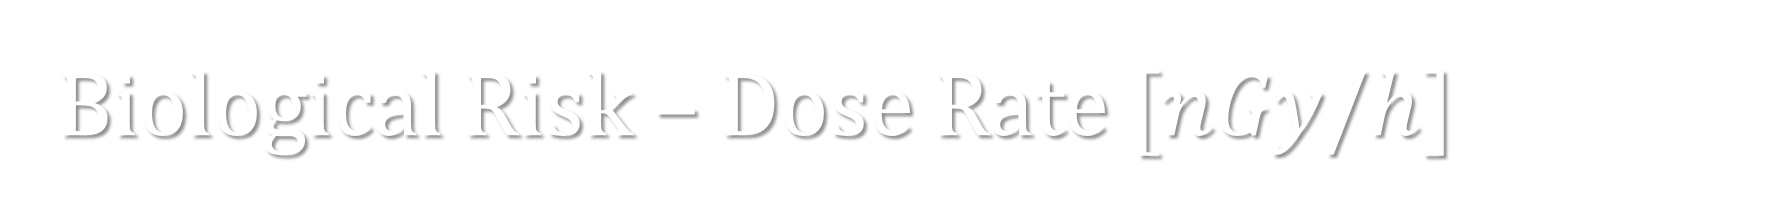 Biological Risk – Dose Rate [nGy/h]